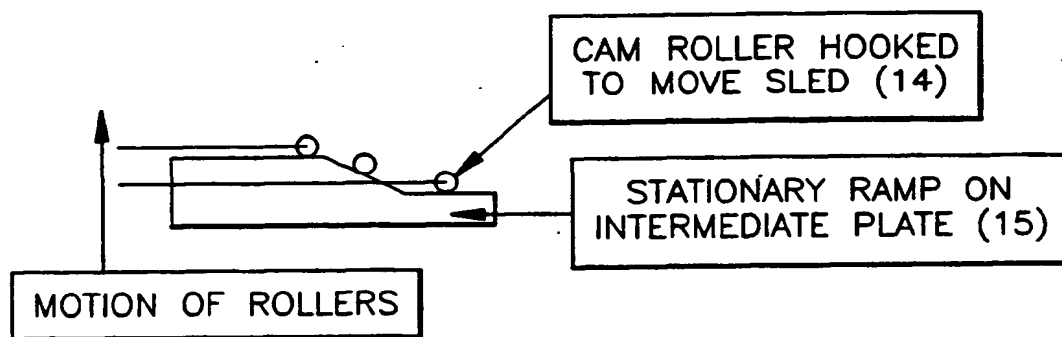 CAM ROLLER HOOKED
TO MOVE SLED (14)
STATIONARY RAMP ON
INTERMEDIATE PLATE (15)
MOTION OF ROLLERS